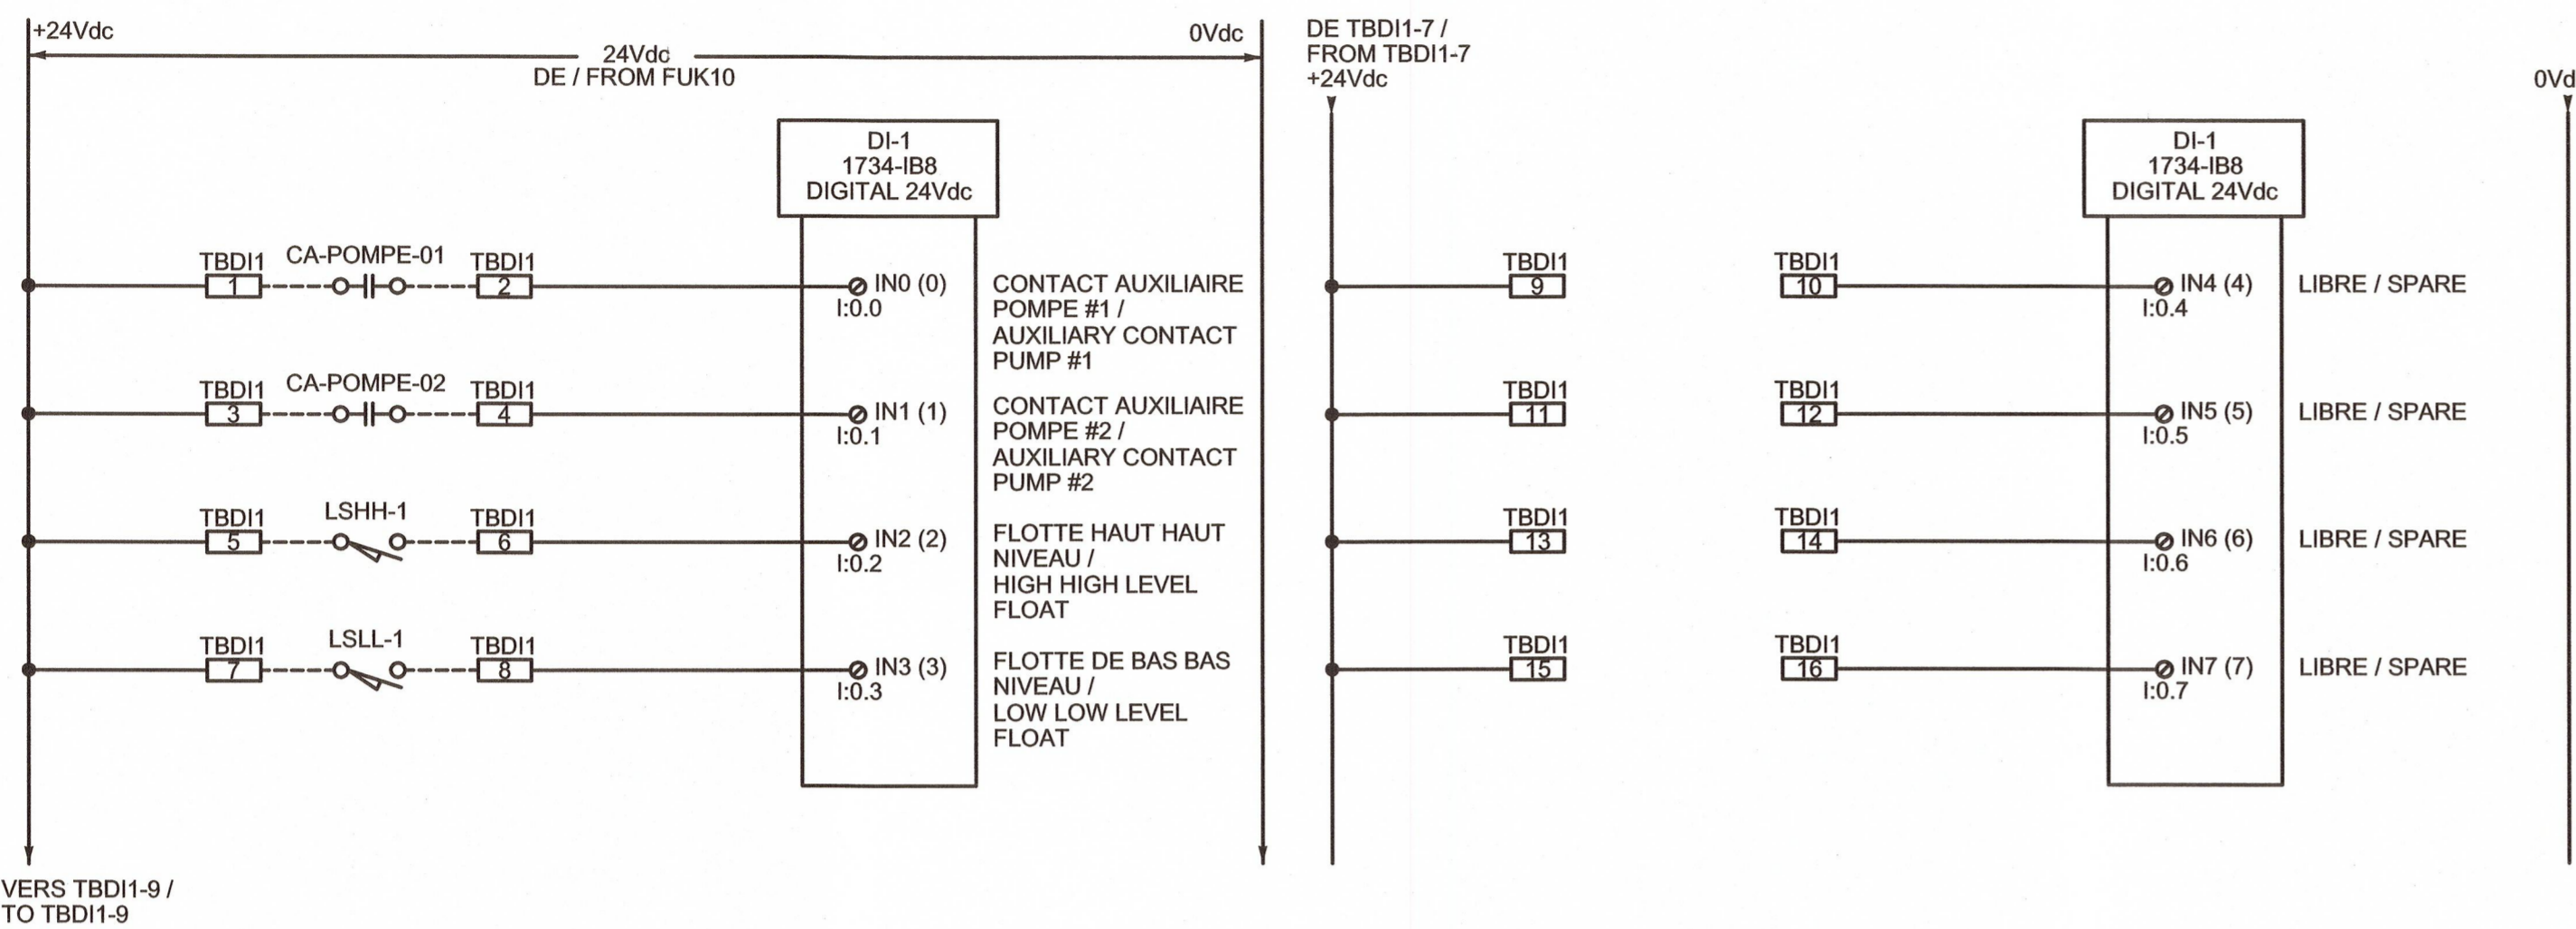 +24Vdc
24Vdc
DE / FROM FUK10
0Vdc
DI-1
1734-IB8
DIGITAL 24Vdc
TBDI1
1
CA-POMPE-01
TBDI1
2
IN0 (0)
I:0.0
CONTACT AUXILIAIRE
POMPE #1 /
AUXILIARY CONTACT
PUMP #1
TBDI1
3
CA-POMPE-02
TBDI1
4
IN1 (1)
I:0.1
CONTACT AUXILIAIRE
POMPE #2 /
AUXILIARY CONTACT
PUMP #2
TBDI1
5
LSHH-1
TBDI1
6
IN2 (2)
I:0.2
FLOTTE HAUT HAUT
NIVEAU /
HIGH HIGH LEVEL
FLOAT
TBDI1
7
LSLL-1
TBDI1
8
IN3 (3)
I:0.3
FLOTTE DE BAS BAS
NIVEAU /
LOW LOW LEVEL
FLOAT
VERS TBDI1-9 /
TO TBDI1-9
DE TBDI1-7 /
FROM TBDI1-7
+24Vdc
0Vd
DI-1
1734-IB8
DIGITAL 24Vdc
TBDI1
9
TBDI1
10
IN4 (4)
I:0.4
LIBRE / SPARE
TBDI1
11
TBDI1
12
IN5 (5)
I:0.5
LIBRE / SPARE
TBDI1
13
TBDI1
14
IN6 (6)
I:0.6
LIBRE / SPARE
TBDI1
15
TBDI1
16
IN7 (7)
I:0.7
LIBRE / SPARE